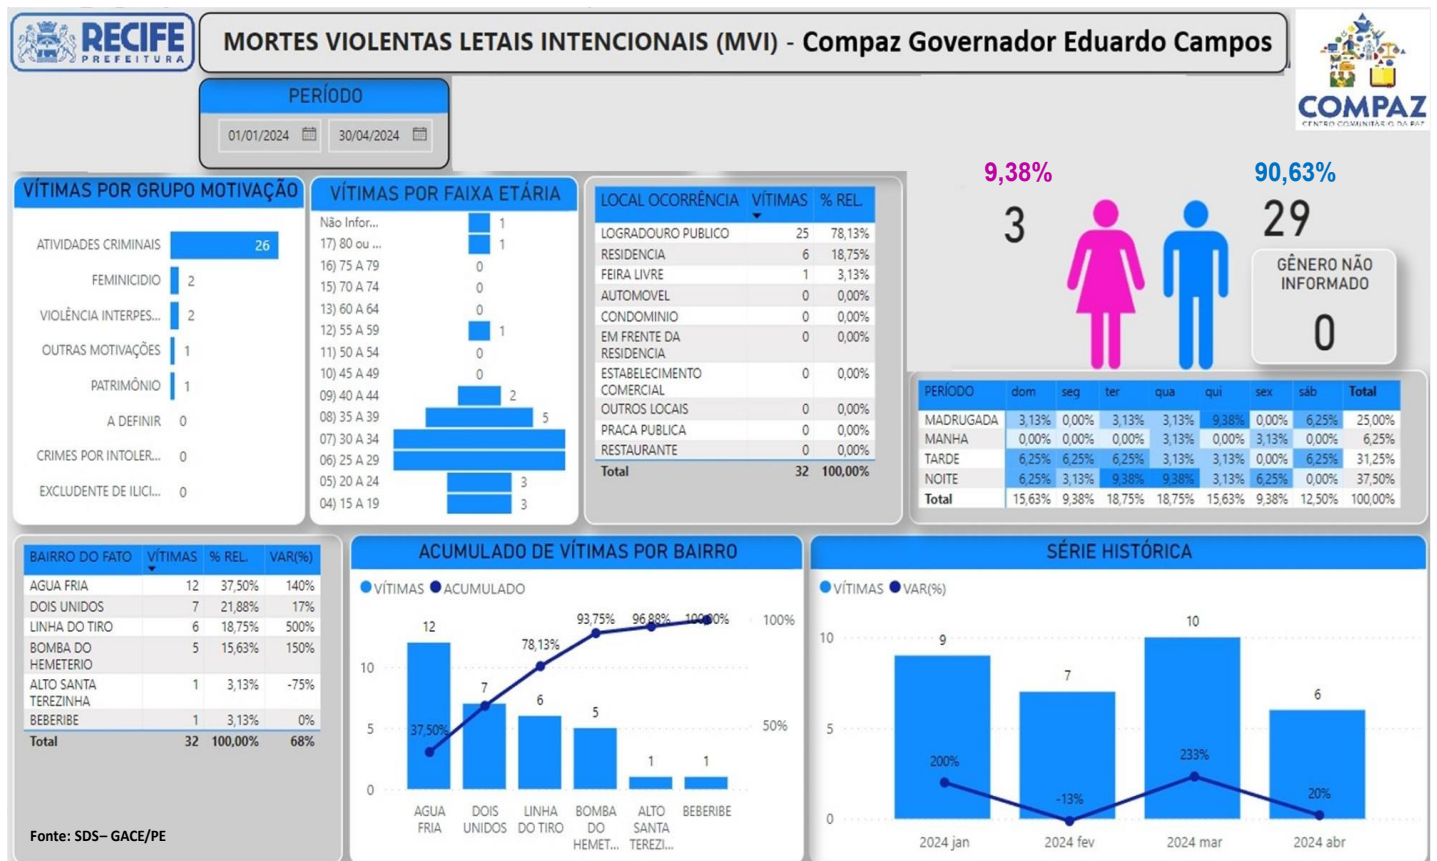 RECIFE
PREFEITURA
MORTES VIOLENTAS LETAIS INTENCIONAIS (MVI) - Compaz Governador Eduardo Campos
COMPAZ
CENTRO COMUNITÁRIO DA PAZ
PERÍODO
01/01/2024 30/04/2024
VÍTIMAS POR GRUPO MOTIVAÇÃO
ATIVIDADES CRIMINAIS 26
FEMINICIDIO 2
VIOLÊNCIA INTERPES... 2
OUTRAS MOTIVAÇÕES 1
PATRIMÔNIO 1
A DEFINIR 0
CRIMES POR INTOLER... 0
EXCLUDENTE DE ILICI... 0
VÍTIMAS POR FAIXA ETÁRIA
Não Infor... 1
17) 80 ou ... 1
16) 75 A 79 0
15) 70 A 74 0
13) 60 A 64 0
12) 55 A 59 1
11) 50 A 54 0
10) 45 A 49 0
09) 40 A 44 2
08) 35 A 39 5
07) 30 A 34
06) 25 A 29
05) 20 A 24 3
04) 15 A 19 3
LOCAL OCORRÊNCIA VÍTIMAS % REL.
LOGRADOURO PUBLICO 25 78,13%
RESIDENCIA 6 18,75%
FEIRA LIVRE 1 3,13%
AUTOMOVEL 0 0,00%
CONDOMINIO 0 0,00%
EM FRENTE DA 0 0,00%
RESIDENCIA
ESTABELECIMENTO 0 0,00%
COMERCIAL
OUTROS LOCAIS 0 0,00%
PRACA PUBLICA 0 0,00%
RESTAURANTE 0 0,00%
Total 32 100,00%
9,38% 90,63%
3 29
GÊNERO NÃO
INFORMADO
0
PERÍODO dom seg ter qua qui sex sáb Total
MADRUGADA 3,13% 0,00% 3,13% 3,13% 9,38% 0,00% 6,25% 25,00%
MANHA 0,00% 0,00% 0,00% 3,13% 0,00% 3,13% 0,00% 6,25%
TARDE 6,25% 6,25% 6,25% 3,13% 3,13% 0,00% 6,25% 31,25%
NOITE 6,25% 3,13% 9,38% 9,38% 3,13% 6,25% 0,00% 37,50%
Total 15,63% 9,38% 18,75% 18,75% 15,63% 9,38% 12,50% 100,00%
BAIRRO DO FATO VÍTIMAS % REL. VAR(%)
AGUA FRIA 12 37,50% 140%
DOIS UNIDOS 7 21,88% 17%
LINHA DO TIRO 6 18,75% 500%
BOMBA DO 5 15,63% 150%
HEMETERIO
ALTO SANTA 1 3,13% -75%
TEREZINHA
BEBERIBE 1 3,13% 0%
Total 32 100,00% 68%
Fonte: SDS– GACE/PE
ACUMULADO DE VÍTIMAS POR BAIRRO
VÍTIMAS ACUMULADO
93,75% 96,88% 100,00% 100%
12
78,13%
10
7 6 5
5 37,50% 50%
1 1
0
AGUA DOIS LINHA BOMBA ALTO BEBERIBE
FRIA UNIDOS DO TIRO DO SANTA
HEMET... TEREZI...
SÉRIE HISTÓRICA
VÍTIMAS VAR(%)
10
10 9
7
6
5
200% 233%
-13% 20%
0
2024 jan 2024 fev 2024 mar 2024 abr